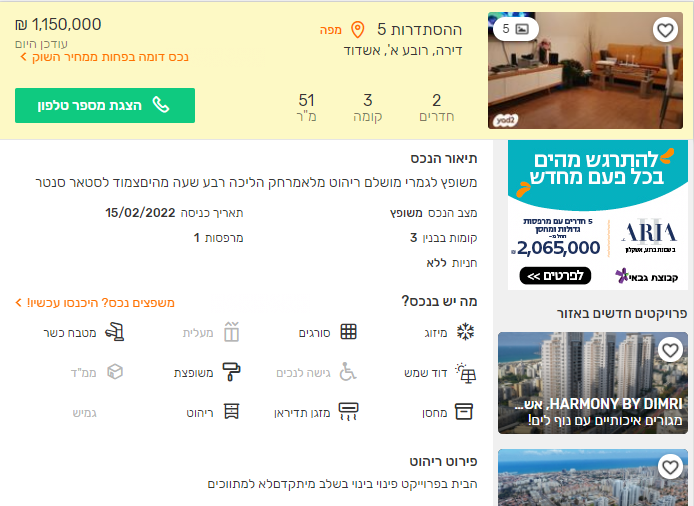 ההסתדרות 5 מפה
דירה, רובע א', אשדוד
1,150,000 ₪
עודכן היום
נכס דומה בפחות ממחיר השוק
הצגת מספר טלפון
2 חדרים
3 קומה
51 מ"ר
5
yad2
תיאור הנכס
משופץ לגמרי מושלם ריהוט מלאמרחק הליכה רבע שעה מהיםצמוד לסטאר סנטר
מצב הנכס משופץ
תאריך כניסה 15/02/2022
קומות בבנין 3
מרפסות 1
חניות ללא
מה יש בנכס?
משפצים נכס? היכנסו עכשיו!
מיזוג
סורגים
מעלית
מטבח כשר
דוד שמש
גישה לנכים
משופצת
ממ"ד
מחסן
מזגן תדיראן
ריהוט
גמיש
פירוט ריהוט
הבית בפרוייקט פינוי בינוי בשלב מיתקדםלא למתווכים
להתרגש מהים
בכל פעם מחדש
ARIA
בשכונת ברנע, אשקלון
5 חדרים עם מרפסות
גדולות ומחסן
החל מ-
2,065,000 ₪
קבוצת גבאי
לפרטים >>
פרויקטים חדשים באזור
HARMONY BY DIMRI, אש...
מגורים איכותיים עם נוף לים!